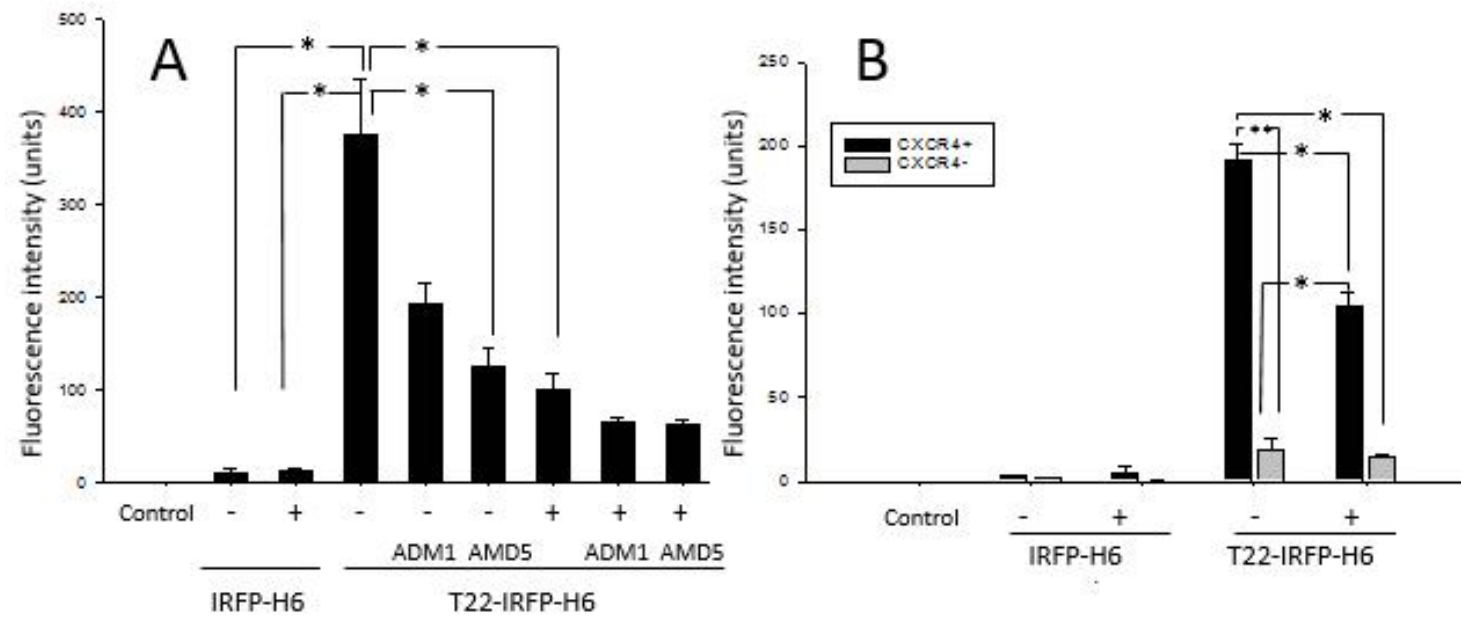 A
Fluorescence intensity (units)
500
400
300
200
100
0
* *
* *
Control - + - - - + + +
ADM1 AMD5 ADM1 AMD5
IRFP-H6 T22-IRFP-H6
B
Fluorescence intensity (units)
250
200
150
100
50
0
CXCR4+
CXCR4-
*
**
*
*
Control - + - +
IRFP-H6 T22-IRFP-H6